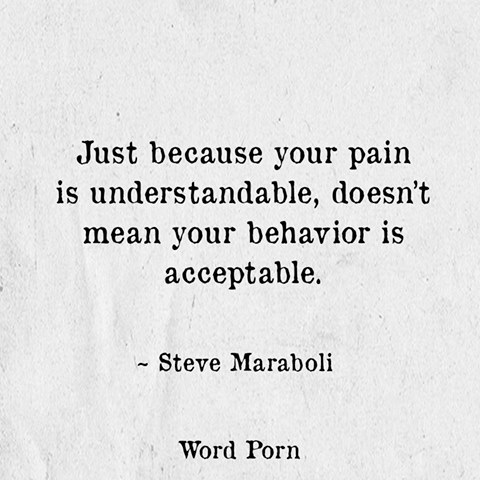 Just because your pain
is understandable, doesn't
mean your behavior is
acceptable.
~ Steve Maraboli
Word Porn